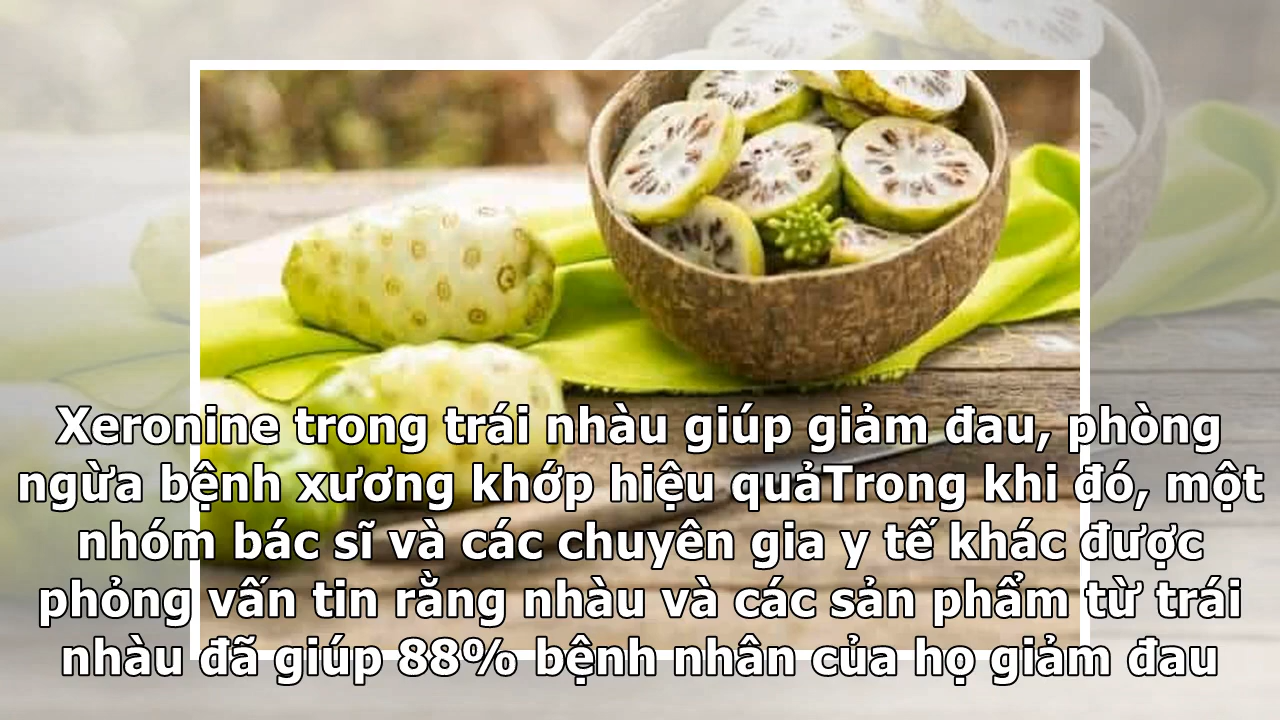 Xeronine trong trái nhàu giúp giảm đau, phòng
ngừa bệnh xương khớp hiệu quảTrong khi đó, một
nhóm bác sĩ và các chuyên gia y tế khác được
phỏng vấn tin rằng nhàu và các sản phẩm từ trái
nhàu đã giúp 88% bệnh nhân của họ giảm đau